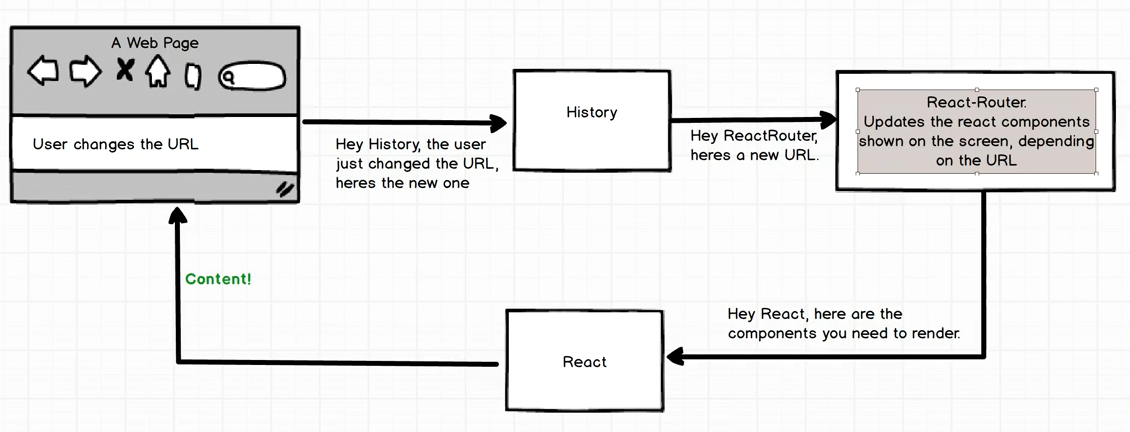 A Web Page
User changes the URL
Hey History, the user
just changed the URL,
heres the new one
History
Hey ReactRouter,
heres a new URL.
React-Router.
Updates the react components
shown on the screen, depending
on the URL
Content!
Hey React, here are the
components you need to render.
React